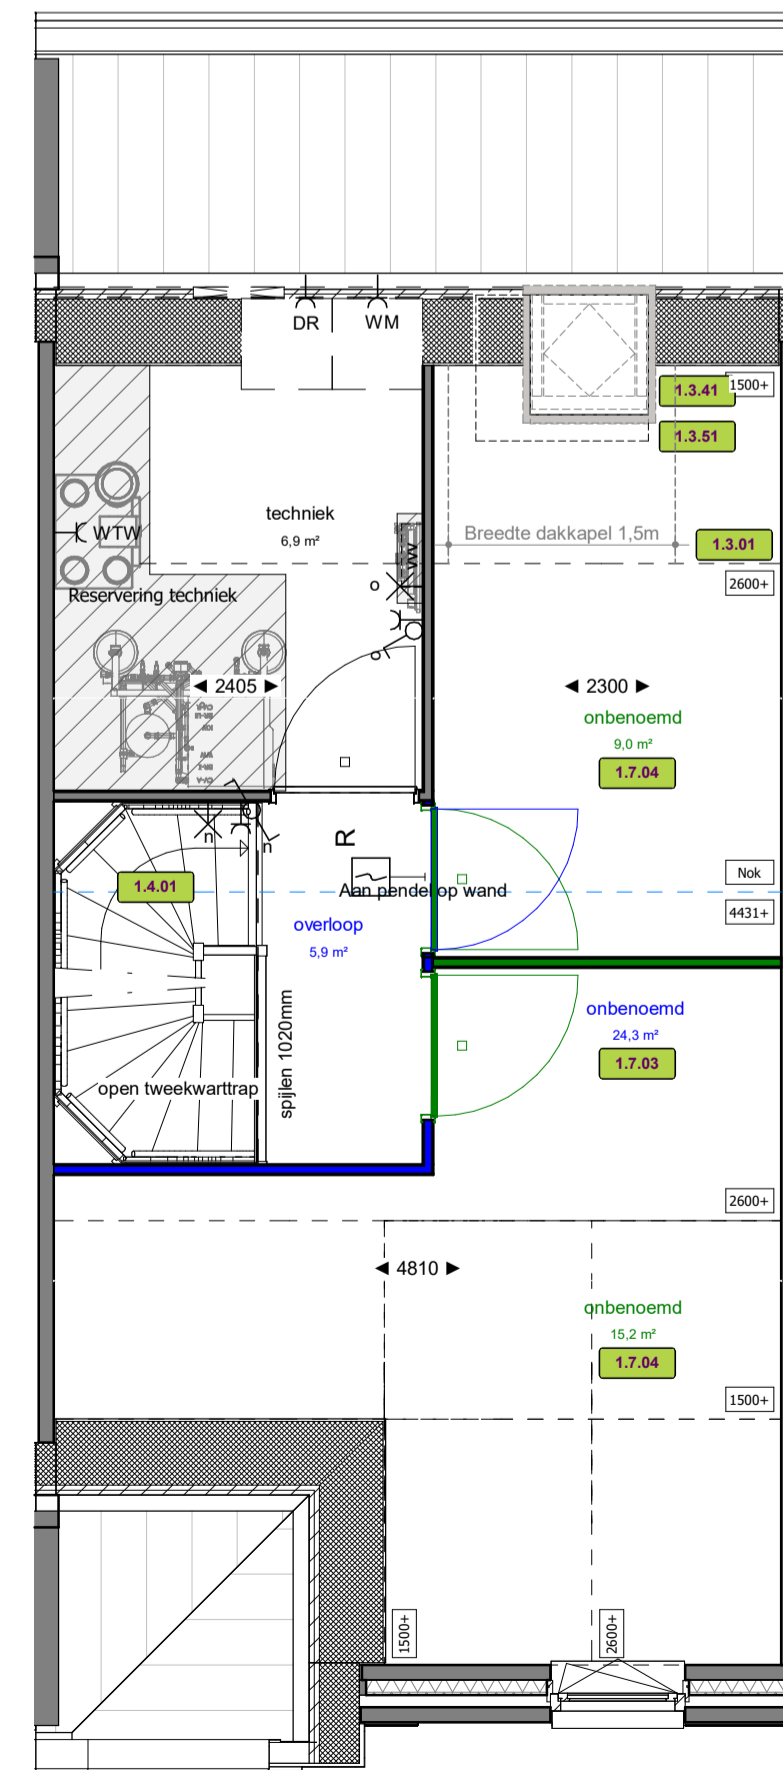 DR
WM
1.3.41
1500+
1.3.51
techniek
6,9 m²
WTW
Breedte dakkapel 1,5m
1.3.01
VW
2600+
Reservering techniek
o
o
◄ 2405 ►
◄ 2300 ►
onbenoemd
9,0 m²
1.7.04
n
n
R
Nok
1.4.01
Aan pendel op wand
4431+
overloop
5,9 m²
onbenoemd
24,3 m²
1.7.03
spijlen 1020mm
open tweekwarttrap
2600+
◄ 4810 ►
onbenoemd
15,2 m²
1.7.04
1500+
1500+
2600+